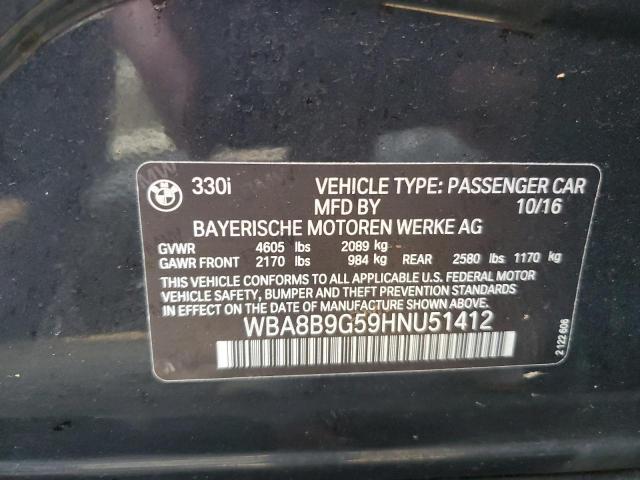 BMW 330i VEHICLE TYPE: PASSENGER CAR
MFD BY 10/16
BAYERISCHE MOTOREN WERKE AG
GVWR 4605 lbs 2089 kg
GAWR FRONT 2170 lbs 984 kg REAR 2580 lbs 1170 kg
THIS VEHICLE CONFORMS TO ALL APPLICABLE U.S. FEDERAL MOTOR
VEHICLE SAFETY, BUMPER AND THEFT PREVENTION STANDARDS
IN EFFECT ON THE DATE OF MANUFACTURE SHOWN ABOVE.
WBA8B9G59HNU51412
2 122 606